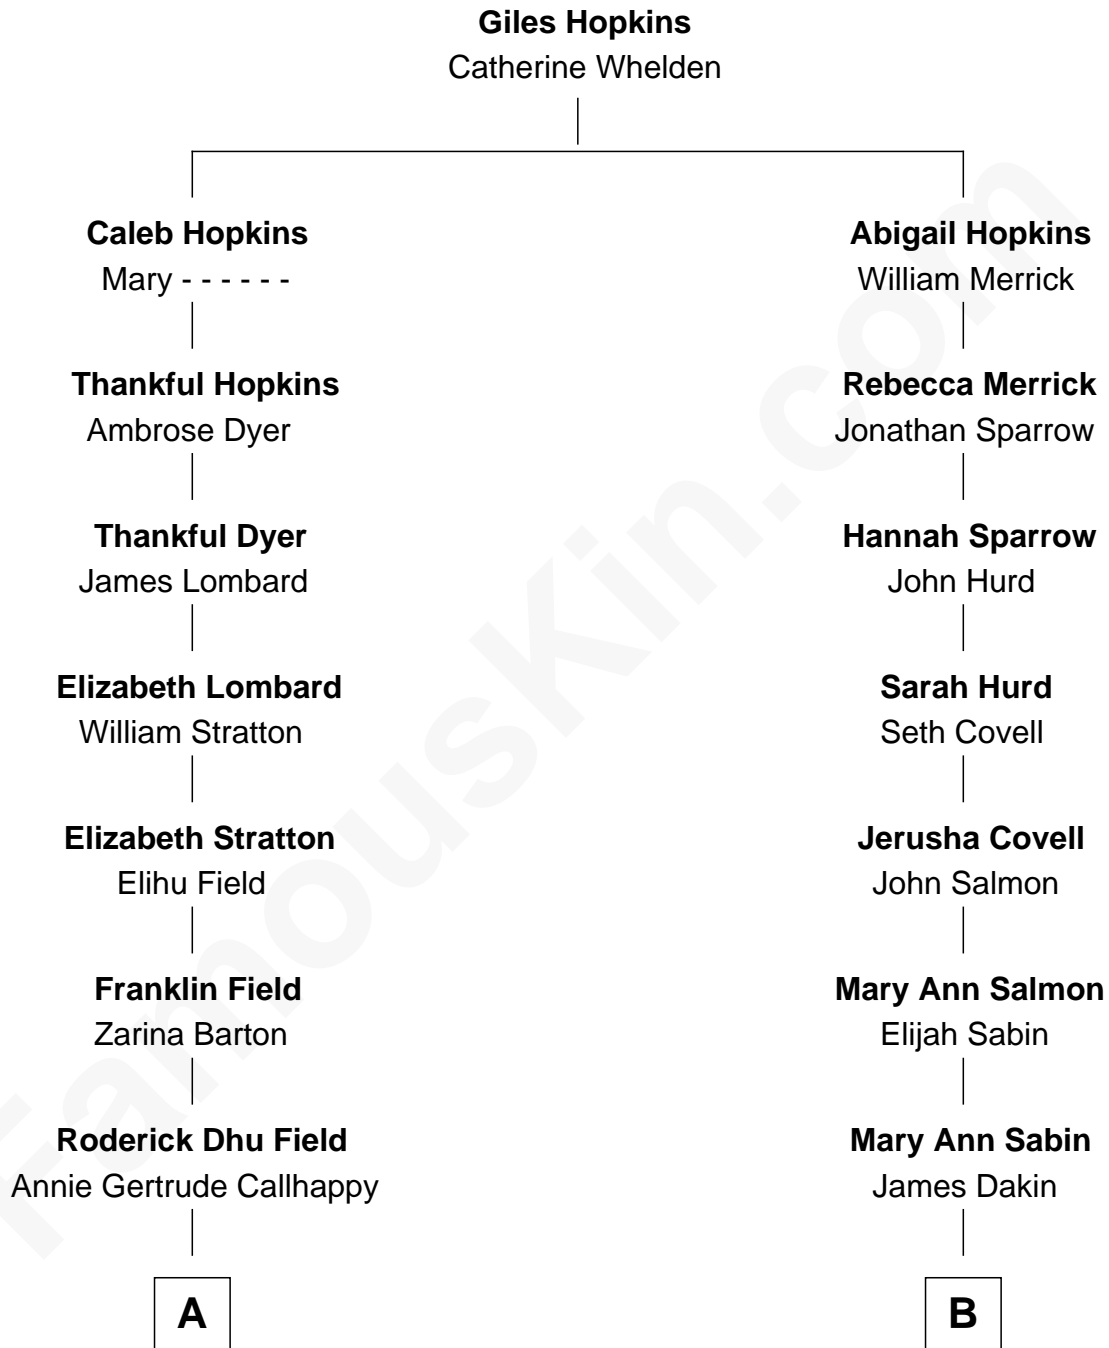 Giles Hopkins
Catherine Whelden
Caleb Hopkins
Mary - - - - - -
Abigail Hopkins
William Merrick
Thankful Hopkins
Ambrose Dyer
Rebecca Merrick
Jonathan Sparrow
Thankful Dyer
James Lombard
Hannah Sparrow
John Hurd
Elizabeth Lombard
William Stratton
Sarah Hurd
Seth Covell
Elizabeth Stratton
Elihu Field
Jerusha Covell
John Salmon
Franklin Field
Zarina Barton
Mary Ann Salmon
Elijah Sabin
Roderick Dhu Field
Annie Gertrude Callhappy
Mary Ann Sabin
James Dakin
A
B
FamousKin.com